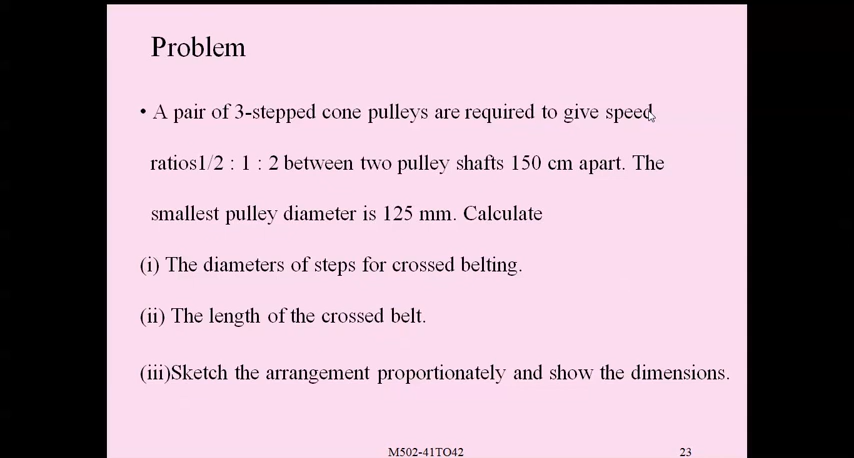 Problem
• A pair of 3-stepped cone pulleys are required to give speed
ratios1/2 : 1 : 2 between two pulley shafts 150 cm apart. The
smallest pulley diameter is 125 mm. Calculate
(i) The diameters of steps for crossed belting.
(ii) The length of the crossed belt.
(iii)Sketch the arrangement proportionately and show the dimensions.
M502-41TO42
23